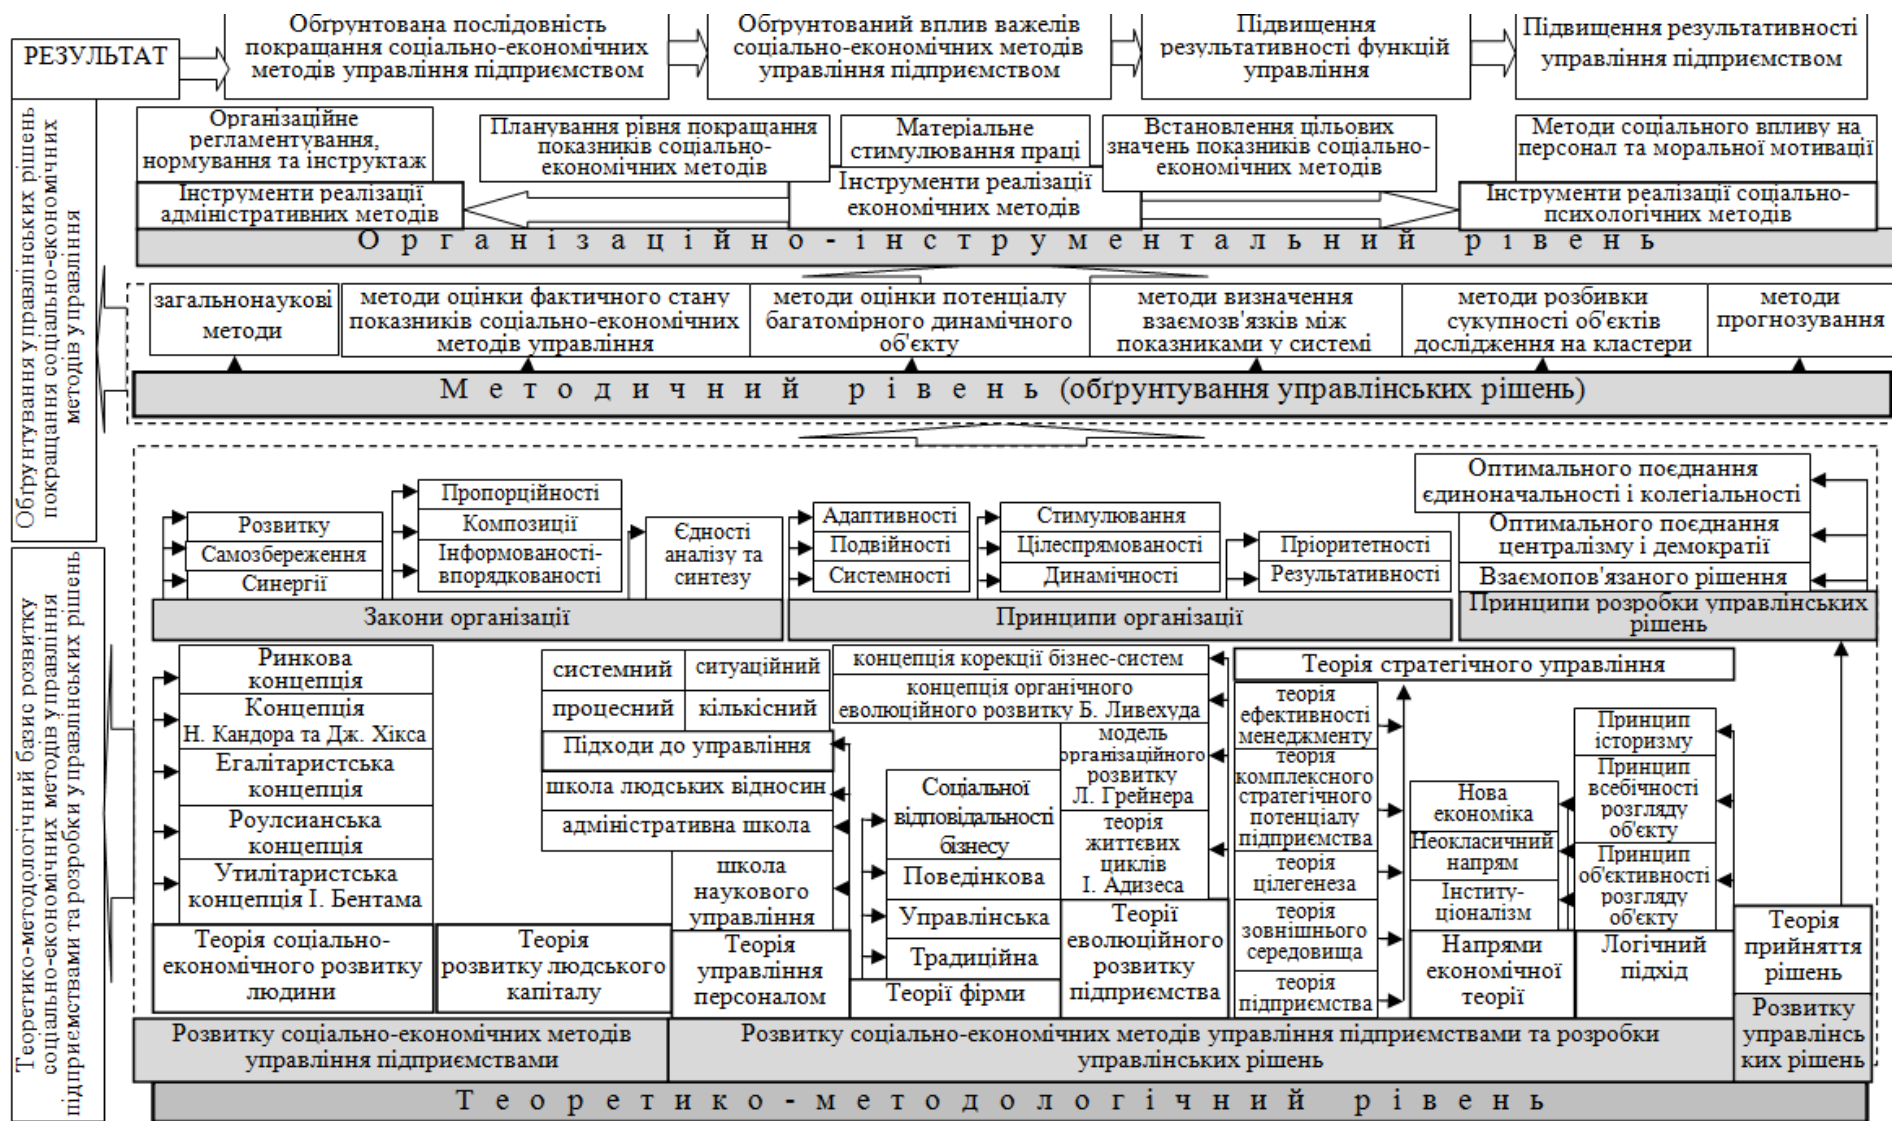 РЕЗУЛЬТАТ
Обґрунтована послідовність
покращання соціально-економічних
методів управління підприємством
Обґрунтований вплив важелів
соціально-економічних методів
управління підприємством
Підвищення
результативності функцій
управління
Підвищення результативності
управління підприємством
Обґрунтування управлінських рішень
покращання соціально-економічних
методів управління
Організаційне
регламентування,
нормування та інструктаж
Планування рівня покращання
показників соціально-
економічних методів
Матеріальне
стимулювання праці
Встановлення цільових
значень показників соціально-
економічних методів
Методи соціального впливу на
персонал та моральної мотивації
Інструменти реалізації
адміністративних методів
Інструменти реалізації
економічних методів
Інструменти реалізації соціально-
психологічних методів
Організаційно-інструментальний рівень
загальнонаукові
методи
методи оцінки фактичного стану
показників соціально-економічних
методів управління
методи оцінки потенціалу
багатомірного динамічного
об'єкту
методи визначення
взаємозв'язків між
показниками у системі
методи розбивки
сукупності об'єктів
дослідження на кластери
методи
прогнозування
Методичний рівень (обґрунтування управлінських рішень)
Теоретико-методологічний базис розвитку
соціально-економічних методів управління
підприємствами та розробки управлінських рішень
Розвитку
Самозбереження
Синергії
Пропорційності
Композиції
Інформованості-
впорядкованості
Єдності
аналізу та
синтезу
Закони організації
Адаптивності
Подвійності
Системності
Стимулювання
Цілеспрямованості
Динамічності
Пріоритетності
Результативності
Принципи організації
Оптимального поєднання
єдиноначальності і колегіальності
Оптимального поєднання
централізму і демократії
Взаємопов'язаного рішення
Принципи розробки управлінських
рішень
Ринкова
концепція
Концепція
Н. Кандора та Дж. Хікса
Егалітаристська
концепція
Роулсианська
концепція
Утилітаристська
концепція І. Бентама
Теорія соціально-
економічного розвитку
людини
Теорія
розвитку людського
капіталу
системний
ситуаційний
процесний
кількісний
Підходи до управління
школа людських відносин
адміністративна школа
школа
наукового
управління
Теорія
управління
персоналом
Соціальної
відповідальності
бізнесу
Поведінкова
Управлінська
Традиційна
Теорії фірми
концепція корекції бізнес-систем
концепція органічного
еволюційного розвитку Б. Ливехуда
модель
організаційного
розвитку
Л. Грейнера
теорія
життєвих
циклів
І. Адизеса
Теорії
еволюційного
розвитку
підприємства
Теорія стратегічного управління
теорія
ефективності
менеджменту
теорія
комплексного
стратегічного
потенціалу
підприємства
теорія
цілегенеза
теорія
зовнішнього
середовища
теорія
підприємства
Нова
економіка
Неокласичний
напрям
Інститу-
ціоналізм
Напрями
економічної
теорії
Принцип
історизму
Принцип
всебічності
розгляду
об'єкту
Принцип
об'єктивності
розгляду
об'єкту
Логічний
підхід
Теорія
прийняття
рішень
Розвитку соціально-економічних методів
управління підприємствами
Розвитку соціально-економічних методів управління підприємствами та розробки
управлінських рішень
Розвитку
управлінсь
ких рішень
Теоретико-методологічний рівень